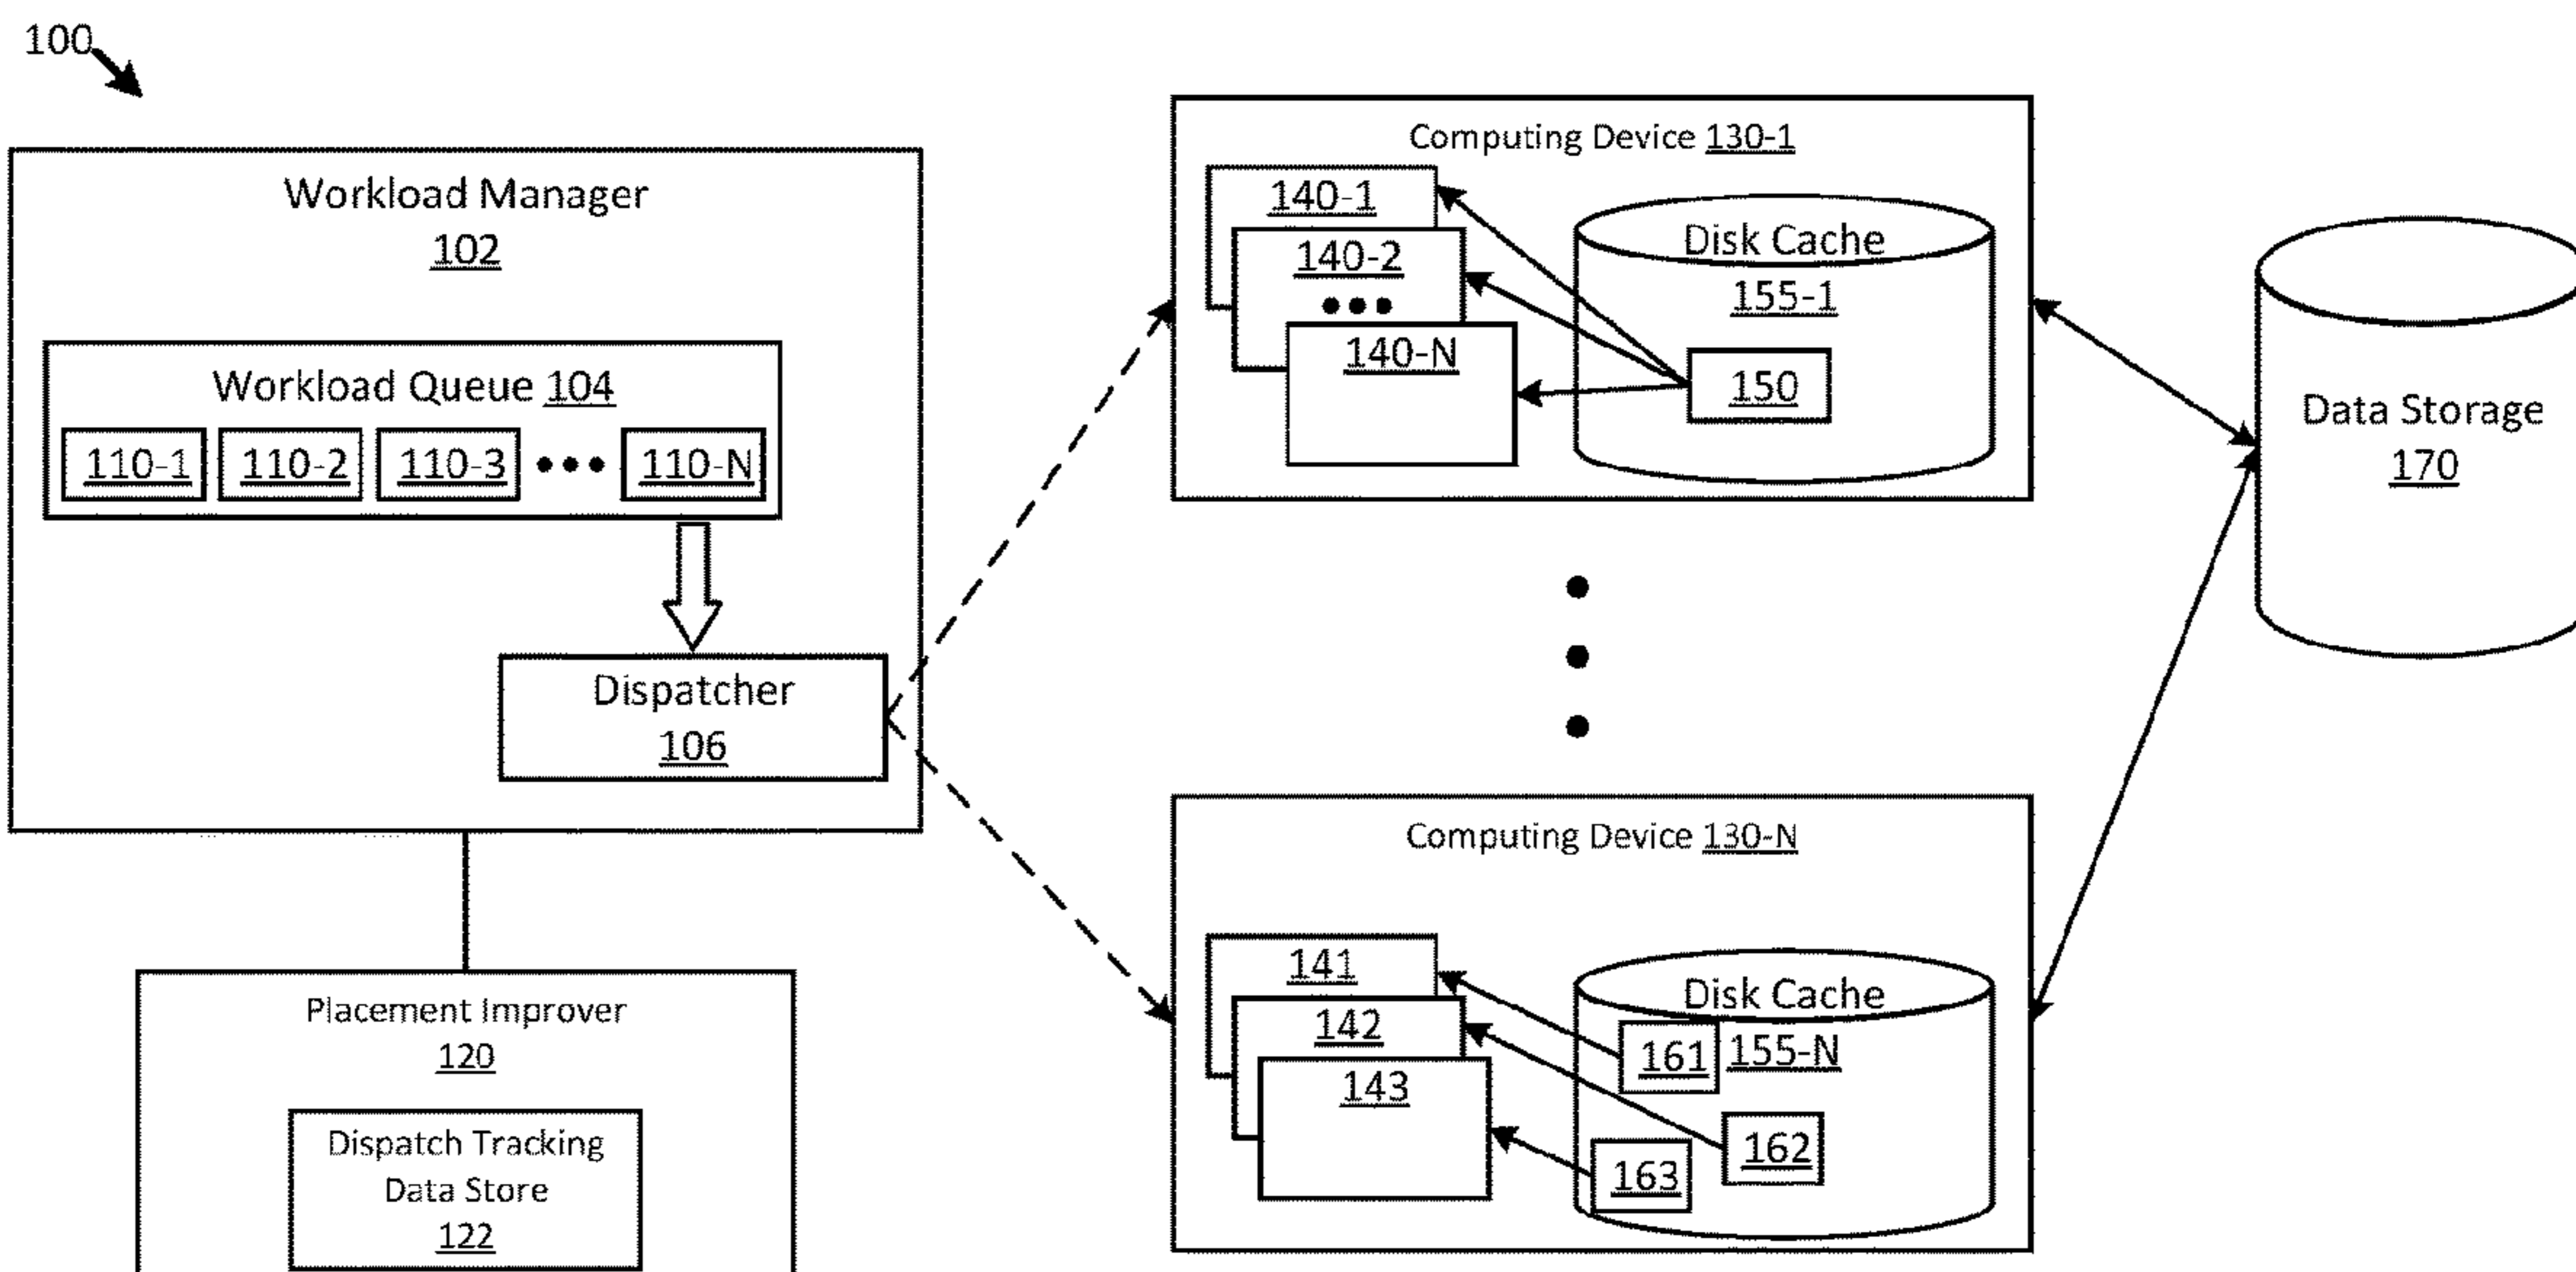 100
Workload Manager
102
Workload Queue 104
110-1 110-2 110-3 ••• 110-N
Dispatcher
106
Placement Improver
120
Dispatch Tracking
Data Store
122
Computing Device 130-1
140-1
140-2
•••
140-N
Disk Cache
155-1
150
Computing Device 130-N
141
142
143
Disk Cache
161 155-N
162
163
Data Storage
170